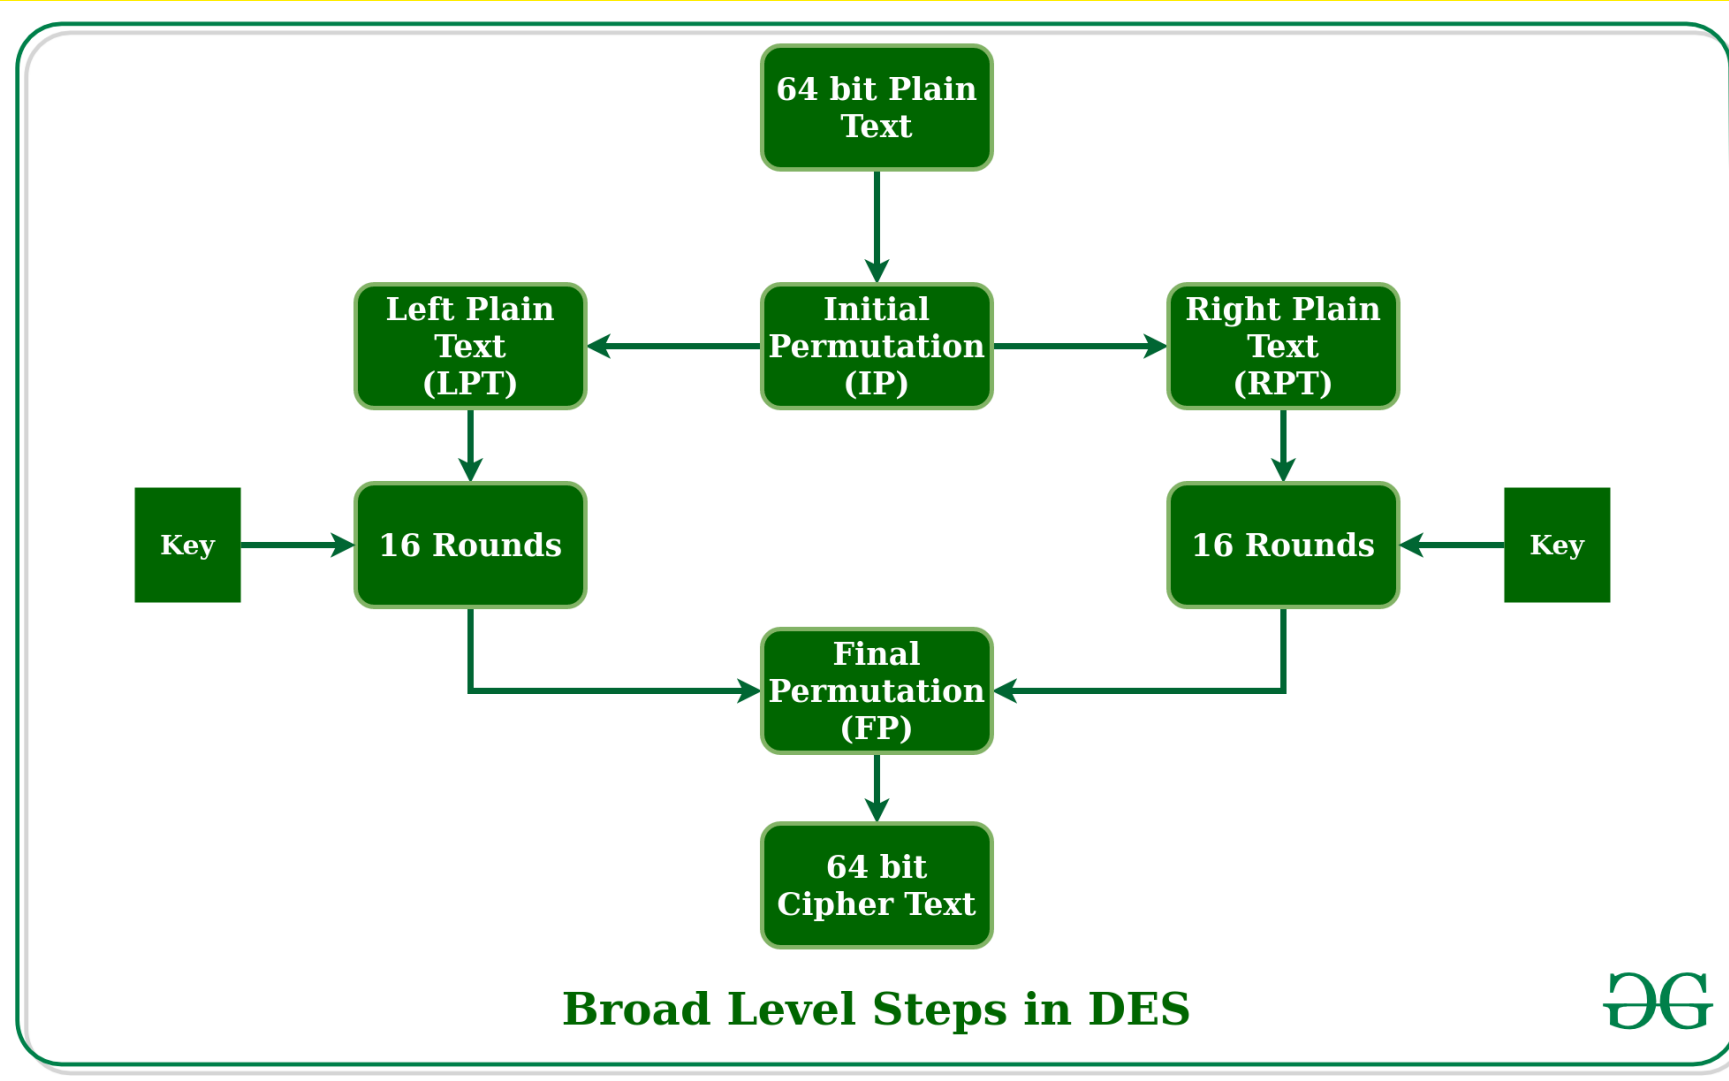 64 bit Plain
Text
Left Plain
Text
(LPT)
Initial
Permutation
(IP)
Right Plain
Text
(RPT)
Key
16 Rounds
16 Rounds
Key
Final
Permutation
(FP)
64 bit
Cipher Text
Broad Level Steps in DES